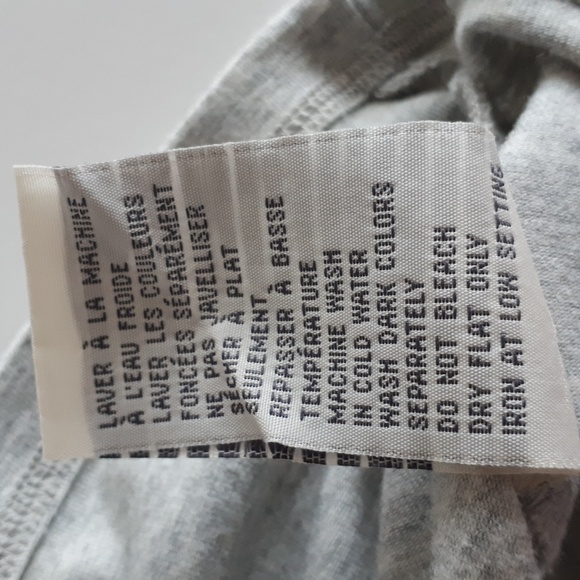 LAVER À LA MACHINE
À L'EAU FROIDE
LAVER LES COULEURS
FONCÉES SÉPARÉMENT
NE PAS JAVELLISER
SÉCHER À PLAT
SEULEMENT
REPASSER À BASSE
TEMPÉRATURE
MACHINE WASH
IN COLD WATER
WASH DARK COLORS
SEPARATELY
DO NOT BLEACH
DRY FLAT ONLY
IRON AT LOW SETTING